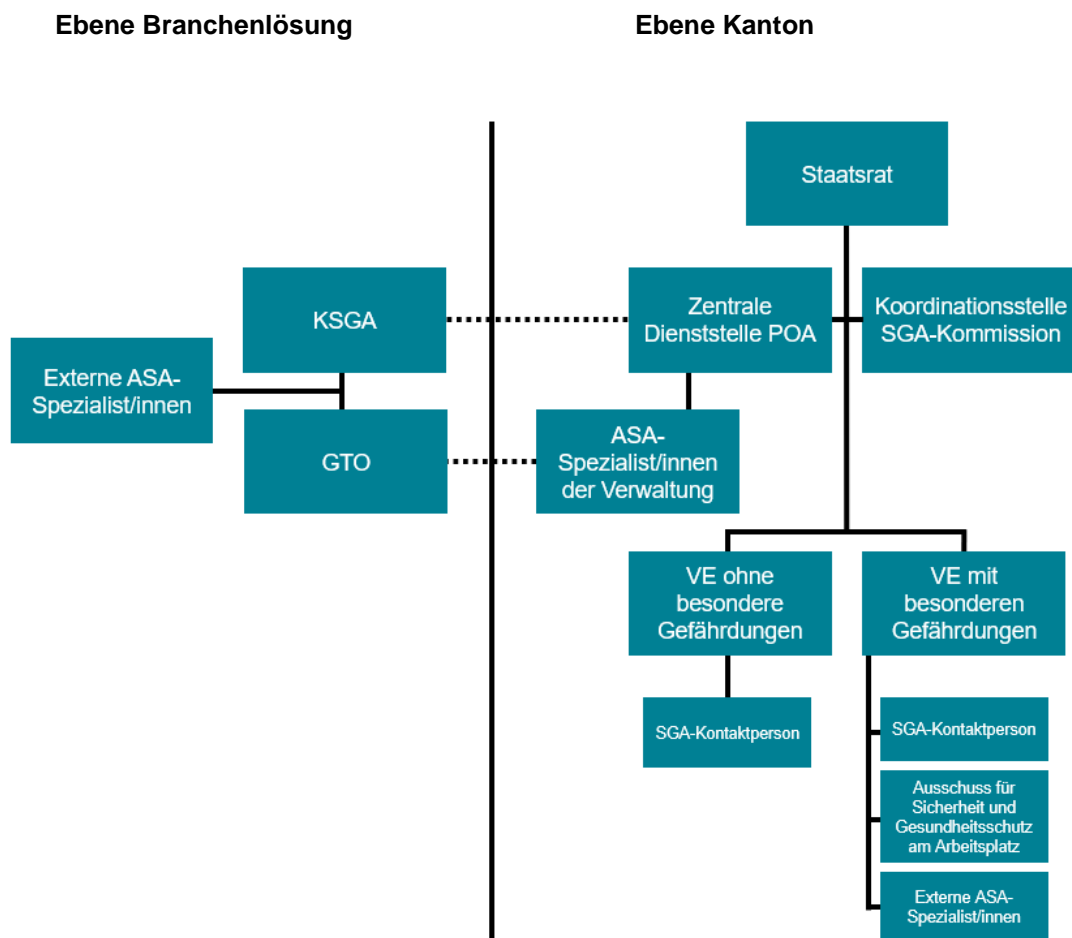 Ebene Branchenlösung
Ebene Kanton
Staatsrat
KSGA
Zentrale
Dienststelle POA
Koordinationsstelle
SGA-Kommission
Externe ASA-
Spezialist/innen
GTO
ASA-
Spezialist/innen
der Verwaltung
VE ohne
besondere
Gefährdungen
VE mit
besonderen
Gefährdungen
SGA-Kontaktperson
SGA-Kontaktperson
Ausschuss für
Sicherheit und
Gesundheitsschutz
am Arbeitsplatz
Externe ASA-
Spezialist/innen